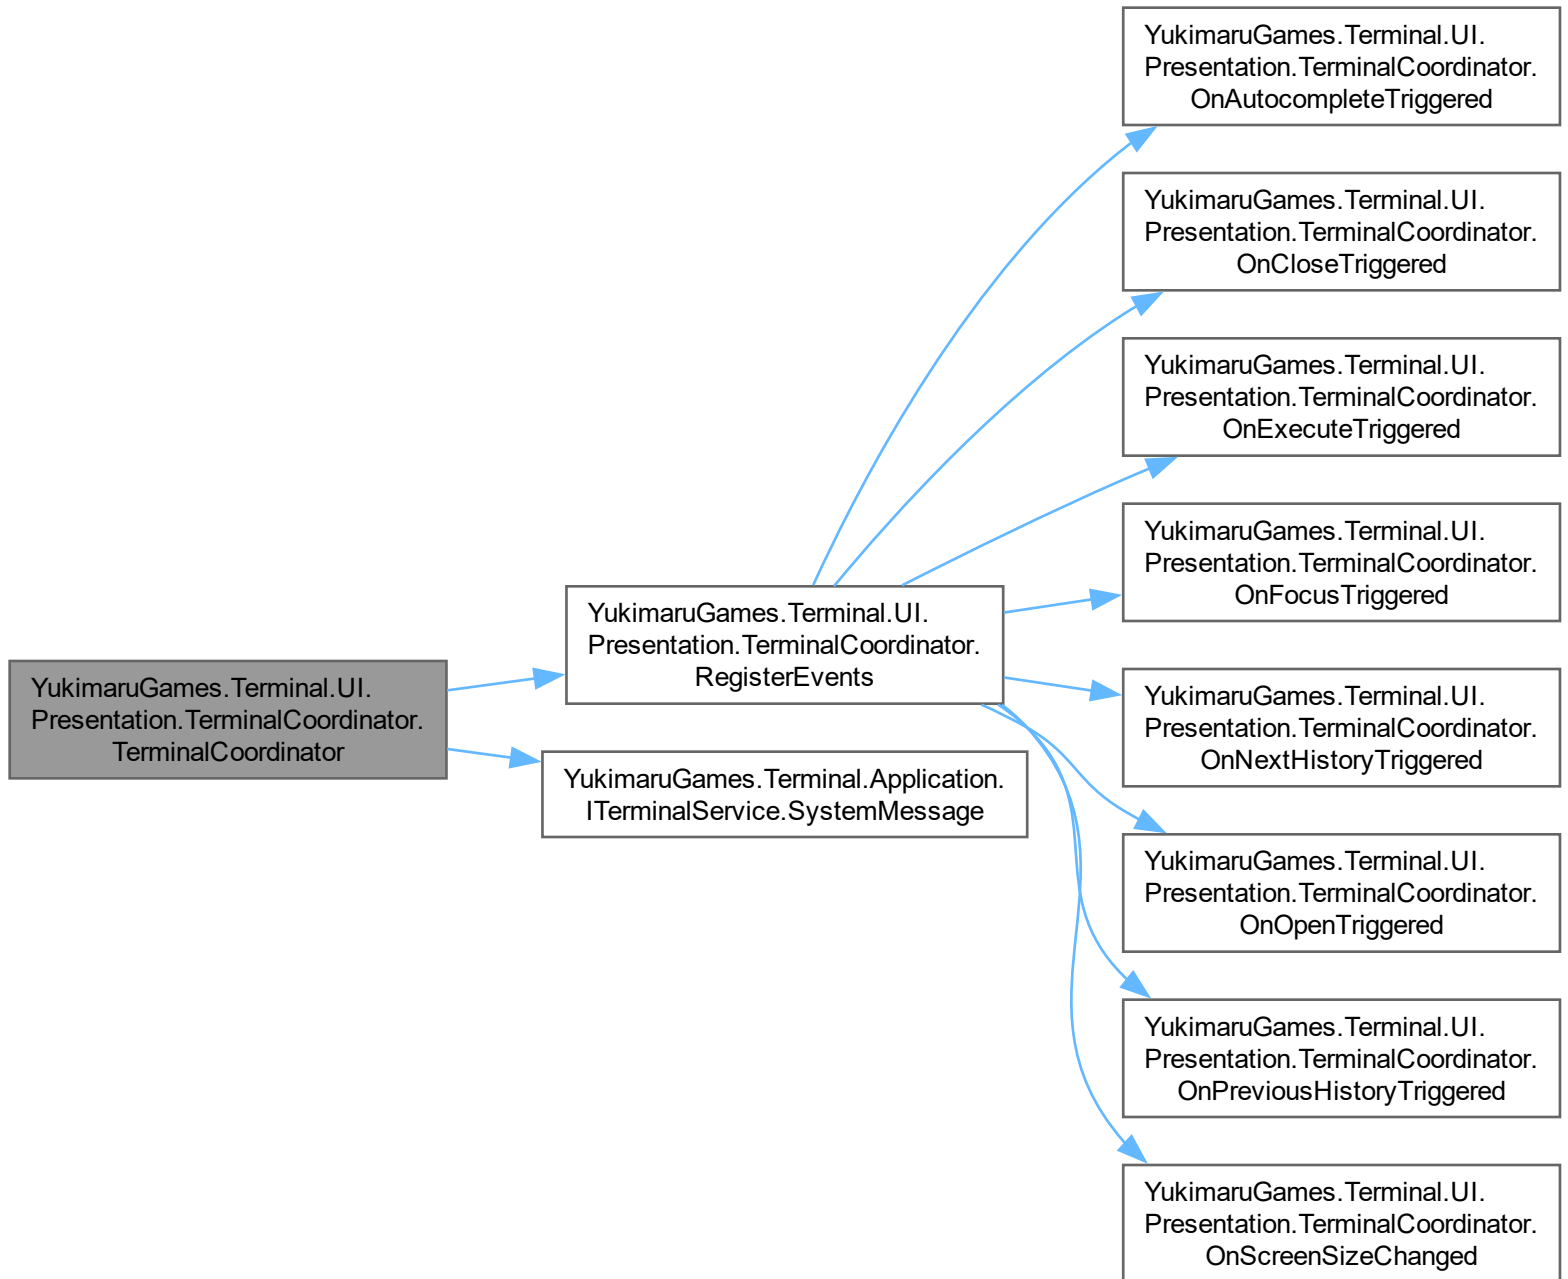 YukimaruGames.Terminal.UI.
Presentation.TerminalCoordinator.
TerminalCoordinator
YukimaruGames.Terminal.UI.
Presentation.TerminalCoordinator.
RegisterEvents
YukimaruGames.Terminal.Application.
ITerminalService.SystemMessage
YukimaruGames.Terminal.UI.
Presentation.TerminalCoordinator.
OnAutocompleteTriggered
YukimaruGames.Terminal.UI.
Presentation.TerminalCoordinator.
OnCloseTriggered
YukimaruGames.Terminal.UI.
Presentation.TerminalCoordinator.
OnExecuteTriggered
YukimaruGames.Terminal.UI.
Presentation.TerminalCoordinator.
OnFocusTriggered
YukimaruGames.Terminal.UI.
Presentation.TerminalCoordinator.
OnNextHistoryTriggered
YukimaruGames.Terminal.UI.
Presentation.TerminalCoordinator.
OnOpenTriggered
YukimaruGames.Terminal.UI.
Presentation.TerminalCoordinator.
OnPreviousHistoryTriggered
YukimaruGames.Terminal.UI.
Presentation.TerminalCoordinator.
OnScreenSizeChanged